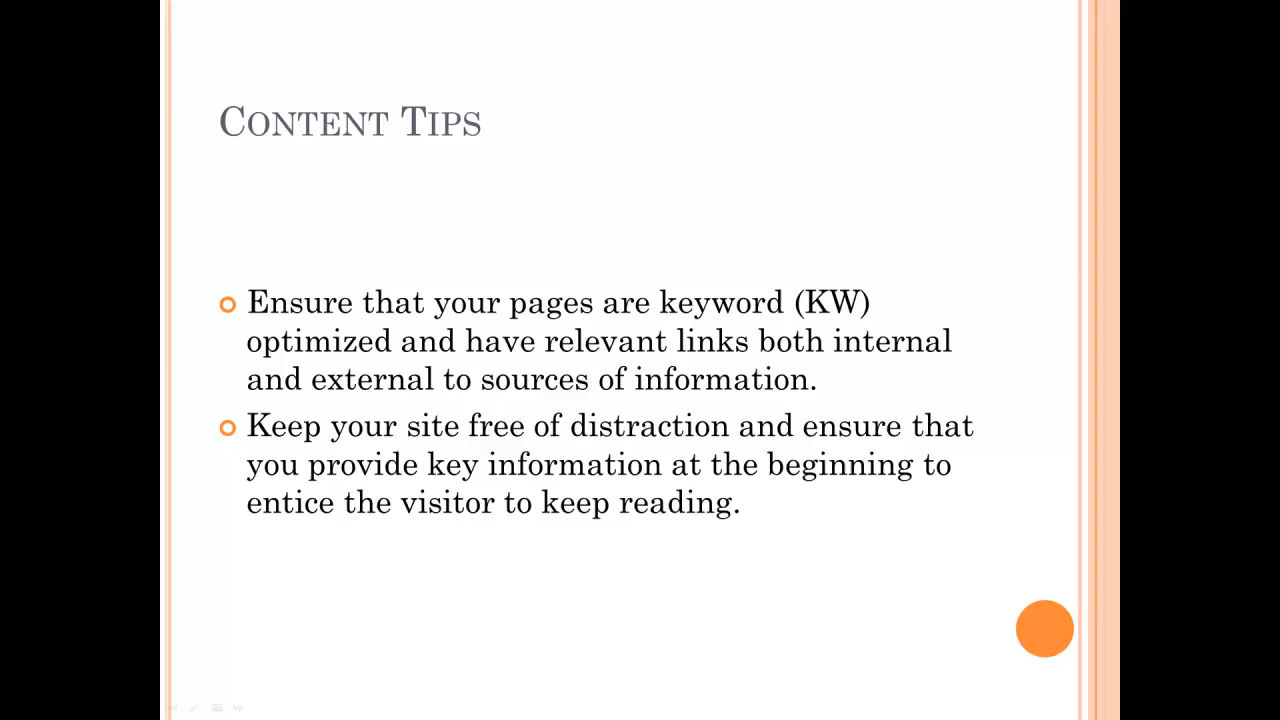 Content Tips
Ensure that your pages are keyword (KW)
optimized and have relevant links both internal
and external to sources of information.
Keep your site free of distraction and ensure that
you provide key information at the beginning to
entice the visitor to keep reading.